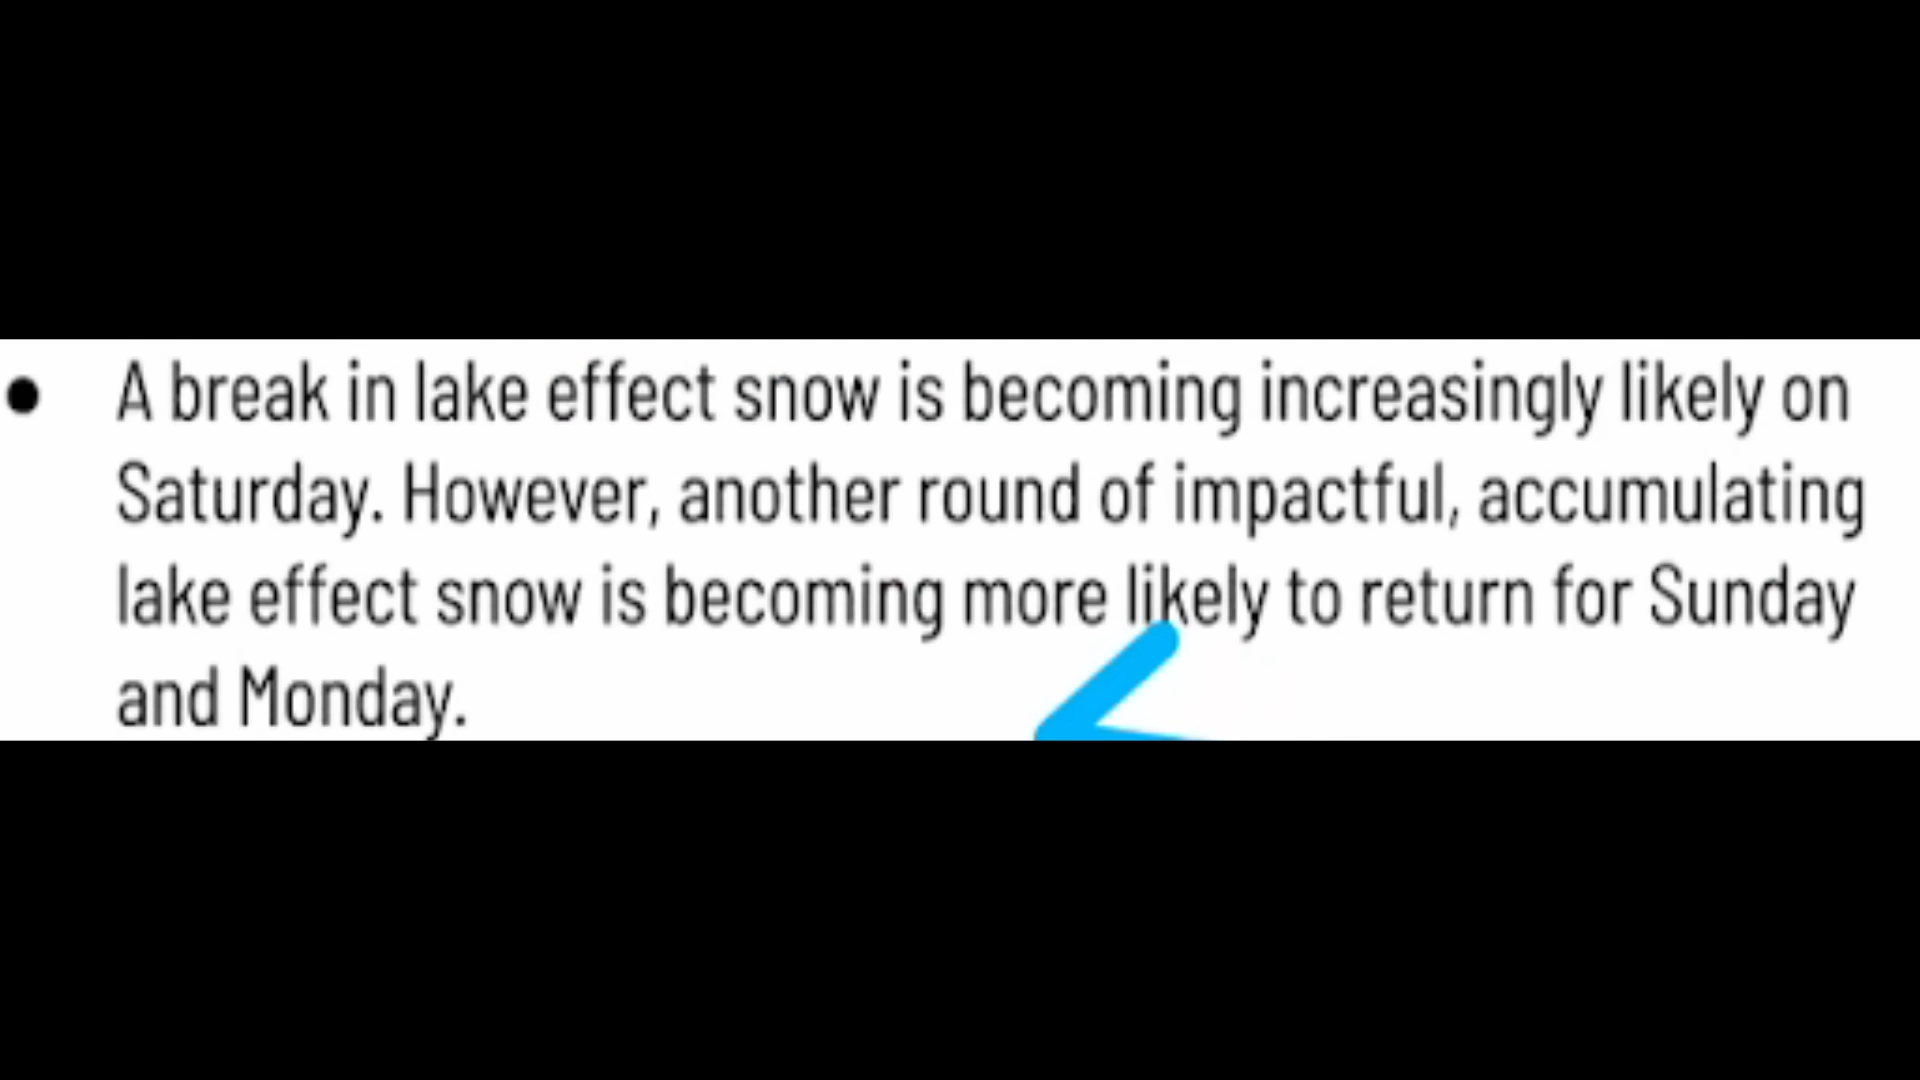 • A break in lake effect snow is becoming increasingly likely on
Saturday. However, another round of impactful, accumulating
lake effect snow is becoming more likely to return for Sunday
and Monday.